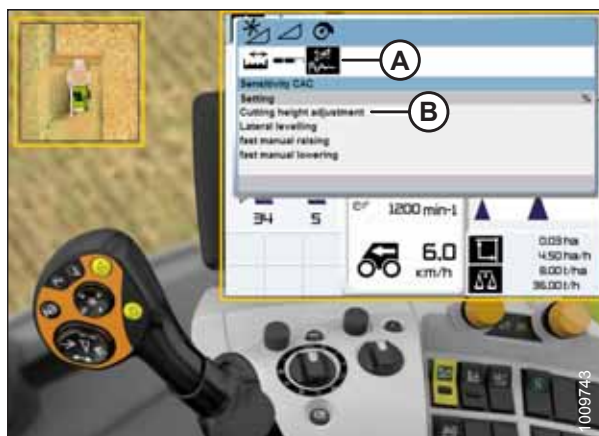 A
Sensitivity CAC
Setting %
Cutting height adjustment
B
Lateral levelling
fast manual raising
fast manual lowering
34 5
1200 min-1
6.0
km/h
0.03 ha
4.50 ha/h
8.00 t/ha
36.00 t/h
1009743